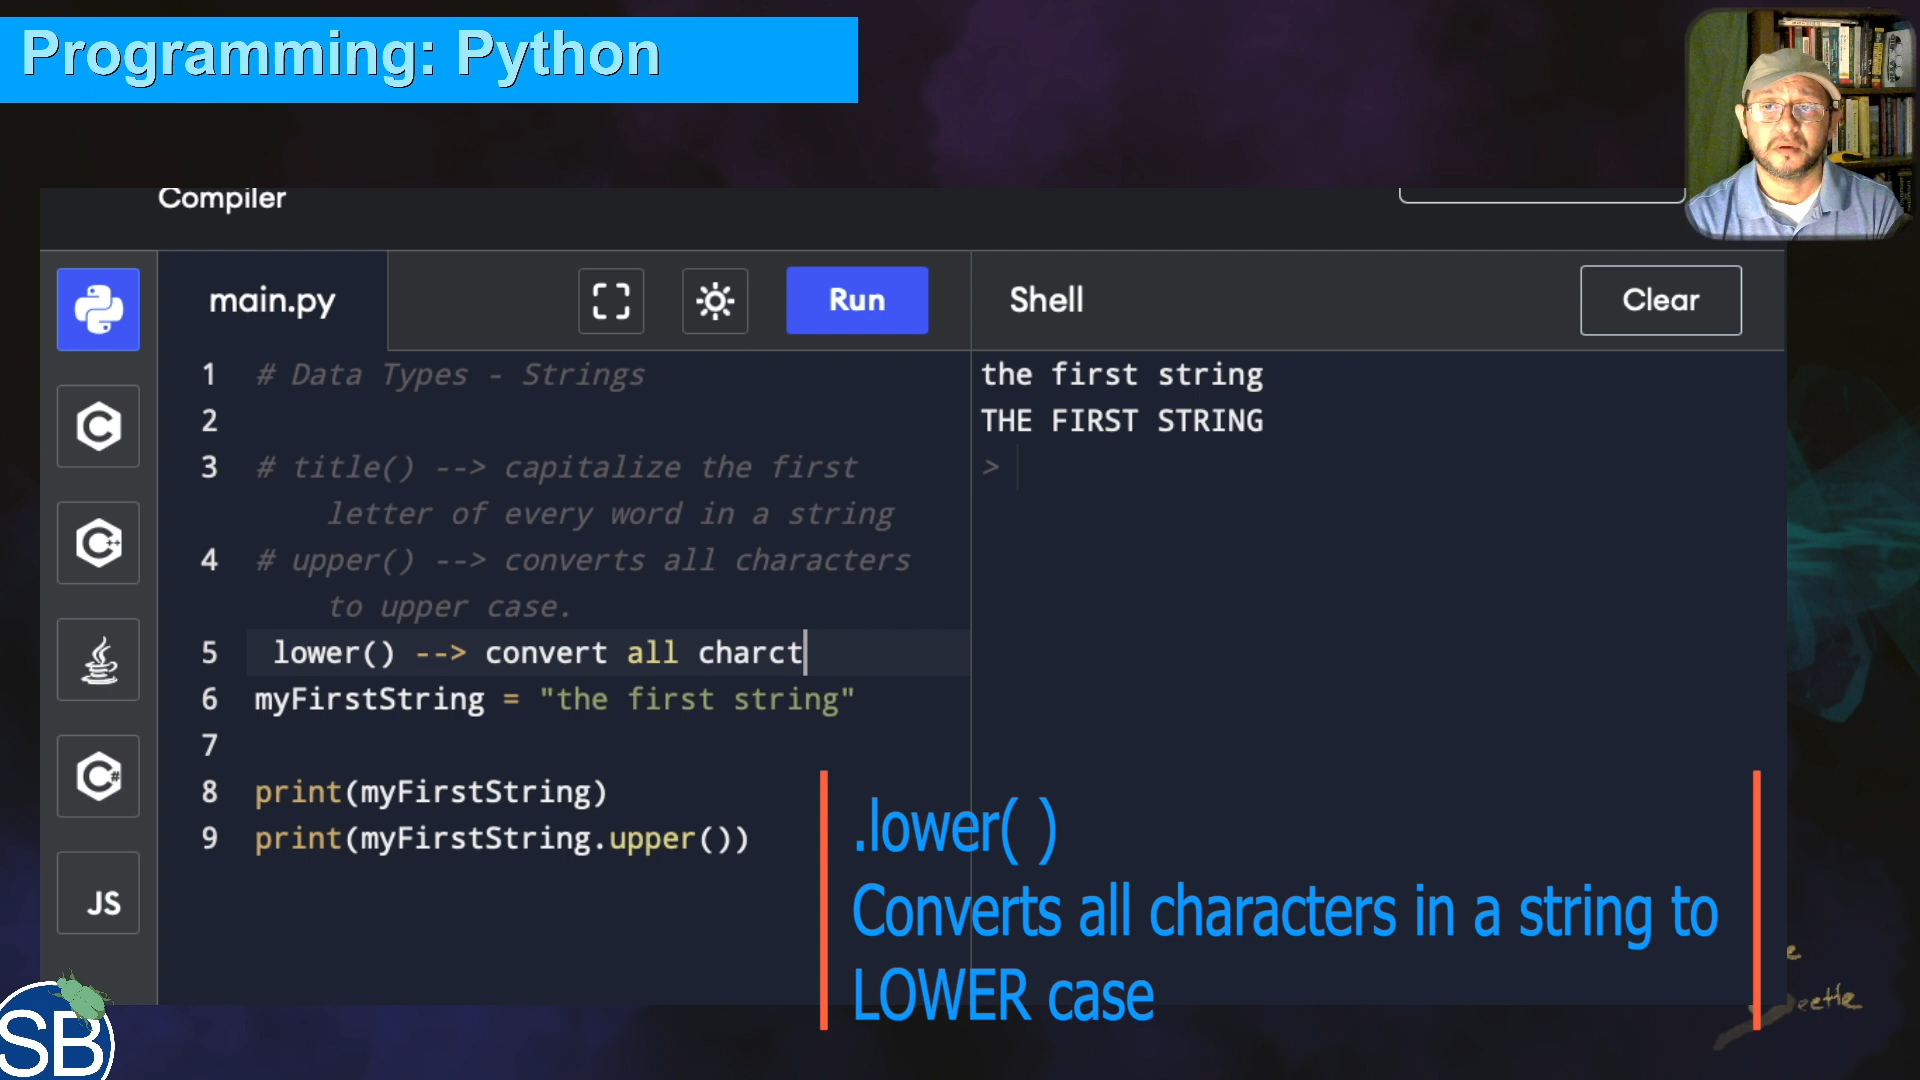 Programming: Python
Compiler
main.py
Run
Shell
Clear
1 # Data Types - Strings
2
3 # title() --> capitalize the first
letter of every word in a string
4 # upper() --> converts all characters
to upper case.
5 lower() --> convert all charct
6 myFirstString = "the first string"
7
8 print(myFirstString)
9 print(myFirstString.upper())
the first string
THE FIRST STRING
>
C
C++
C#
JS
.lower( )
Converts all characters in a string to
LOWER case
SB